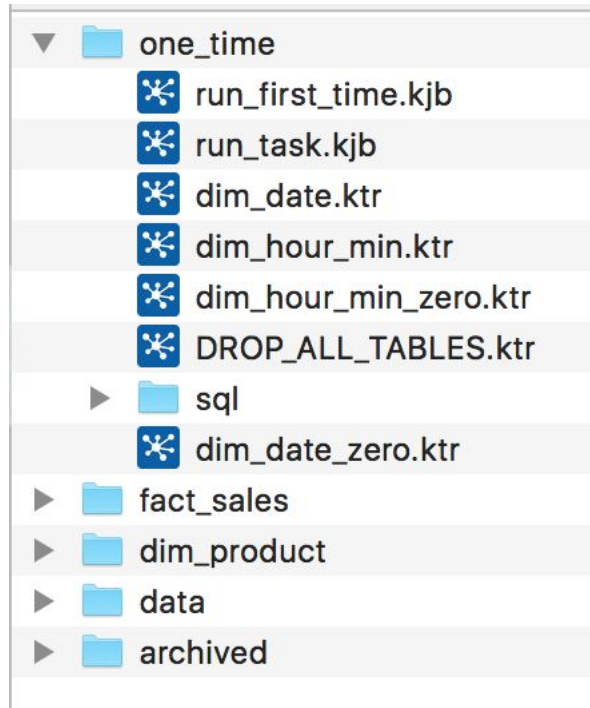 one_time
run_first_time.kjb
run_task.kjb
dim_date.ktr
dim_hour_min.ktr
dim_hour_min_zero.ktr
DROP_ALL_TABLES.ktr
sql
dim_date_zero.ktr
fact_sales
dim_product
data
archived